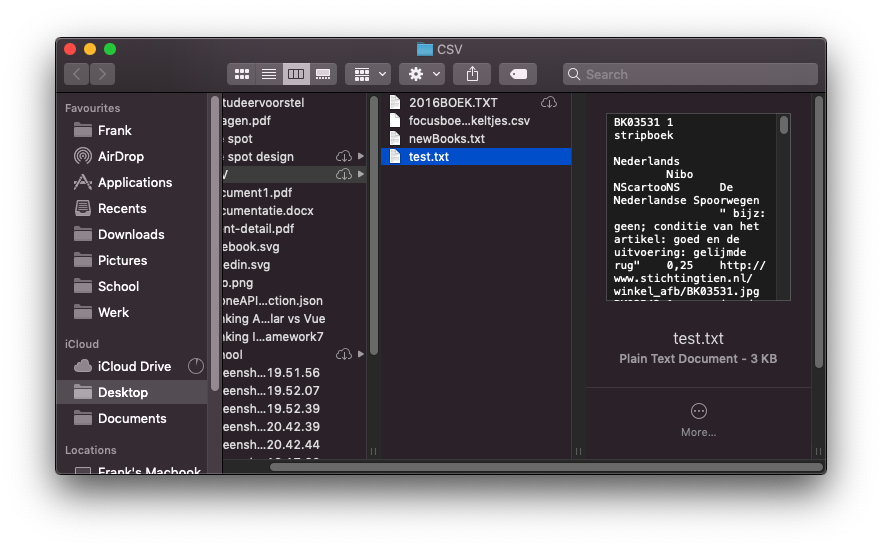 CSV
Search
Favourites
Frank
AirDrop
Applications
Recents
Downloads
Pictures
School
Werk
iCloud
iCloud Drive
Desktop
Documents
Locations
Frank's Macbook
tudeervoorstel
agen.pdf
spot
spot design
V
cument1.pdf
cumentatie.docx
nt-detail.pdf
ebook.svg
edin.svg
o.png
oneAPI...ction.json
king A...lar vs Vue
king I...amework7
ool
eensh...19.51.56
eensh...19.52.07
eensh...19.52.39
eensh...20.42.39
eensh...20.42.44
2016BOEK.TXT
focusboe...keltjes.csv
newBooks.txt
test.txt
BK03531 1
stripboek
Nederlands
Nibo
NScartooNS De
Nederlandse Spoorwegen
" bijz:
geen; conditie van het
artikel: goed en de
uitvoering: gelijmde
rug" 0,25 http://
www.stichtingtien.nl/
winkel_afb/BK03531.jpg
test.txt
Plain Text Document - 3 KB
More...